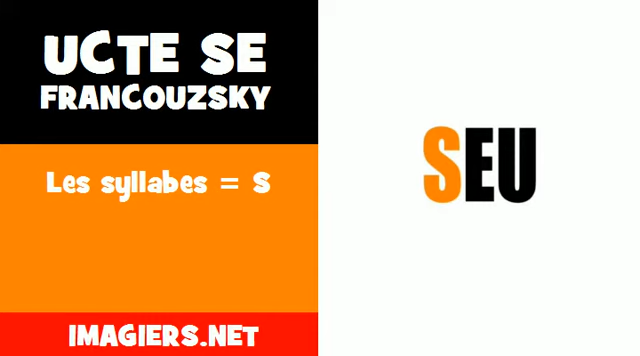 UCTE SE
FRANCOUZSKY
Les syllabes = S
IMAGIERS.NET
SEU